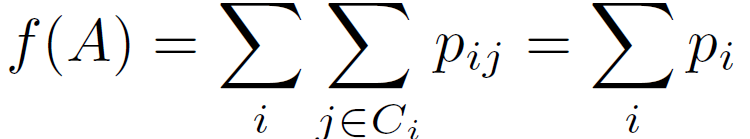 f(A) = ∑_i ∑_{j∈C_i} p_{ij} = ∑_i p_i